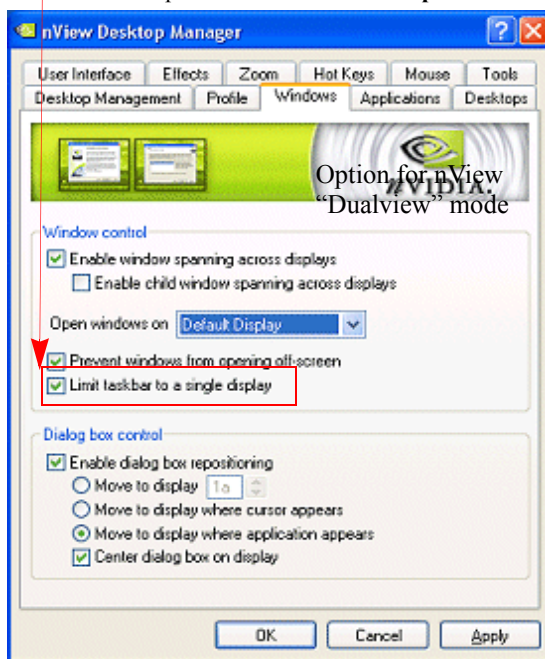 nView Desktop Manager
User Interface Effects Zoom Hot Keys Mouse Tools
Desktop Management Profile Windows Applications Desktops
Option for nView
nVIDIA.
“Dualview” mode
Window control
Enable window spanning across displays
Enable child window spanning across displays
Open windows on Default Display
Prevent windows from opening off-screen
Limit taskbar to a single display
Dialog box control
Enable dialog box repositioning
Move to display 1a
Move to display where cursor appears
Move to display where application appears
Center dialog box on display
OK Cancel Apply